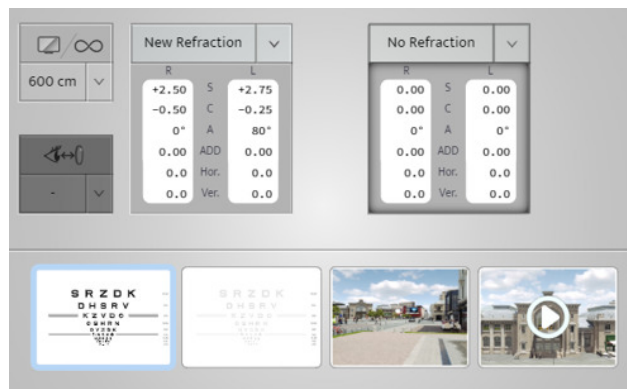 New Refraction
No Refraction
600 cm
R L
+2.50 S +2.75
−0.50 C −0.25
0° A 80°
0.00 ADD 0.00
0.0 Hor. 0.0
0.0 Ver. 0.0
-
R L
0.00 S 0.00
0.00 C 0.00
0° A 0°
0.00 ADD 0.00
0.0 Hor. 0.0
0.0 Ver. 0.0
S R Z D K
D H S R V
K Z V D C
S R Z D K
D H S R V